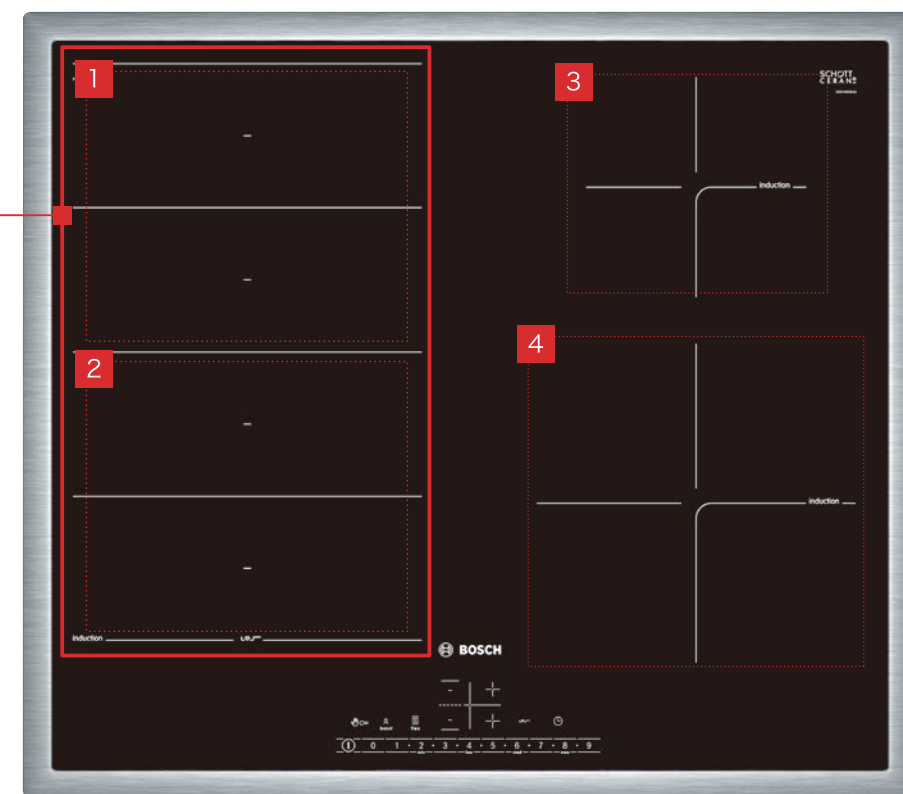 1
3
SCHOTT
CERAN®
induction
2
4
induction
induction
BOSCH
boost
0 1 · 2 · 3 · 4 · 5 · 6 · 7 · 8 · 9